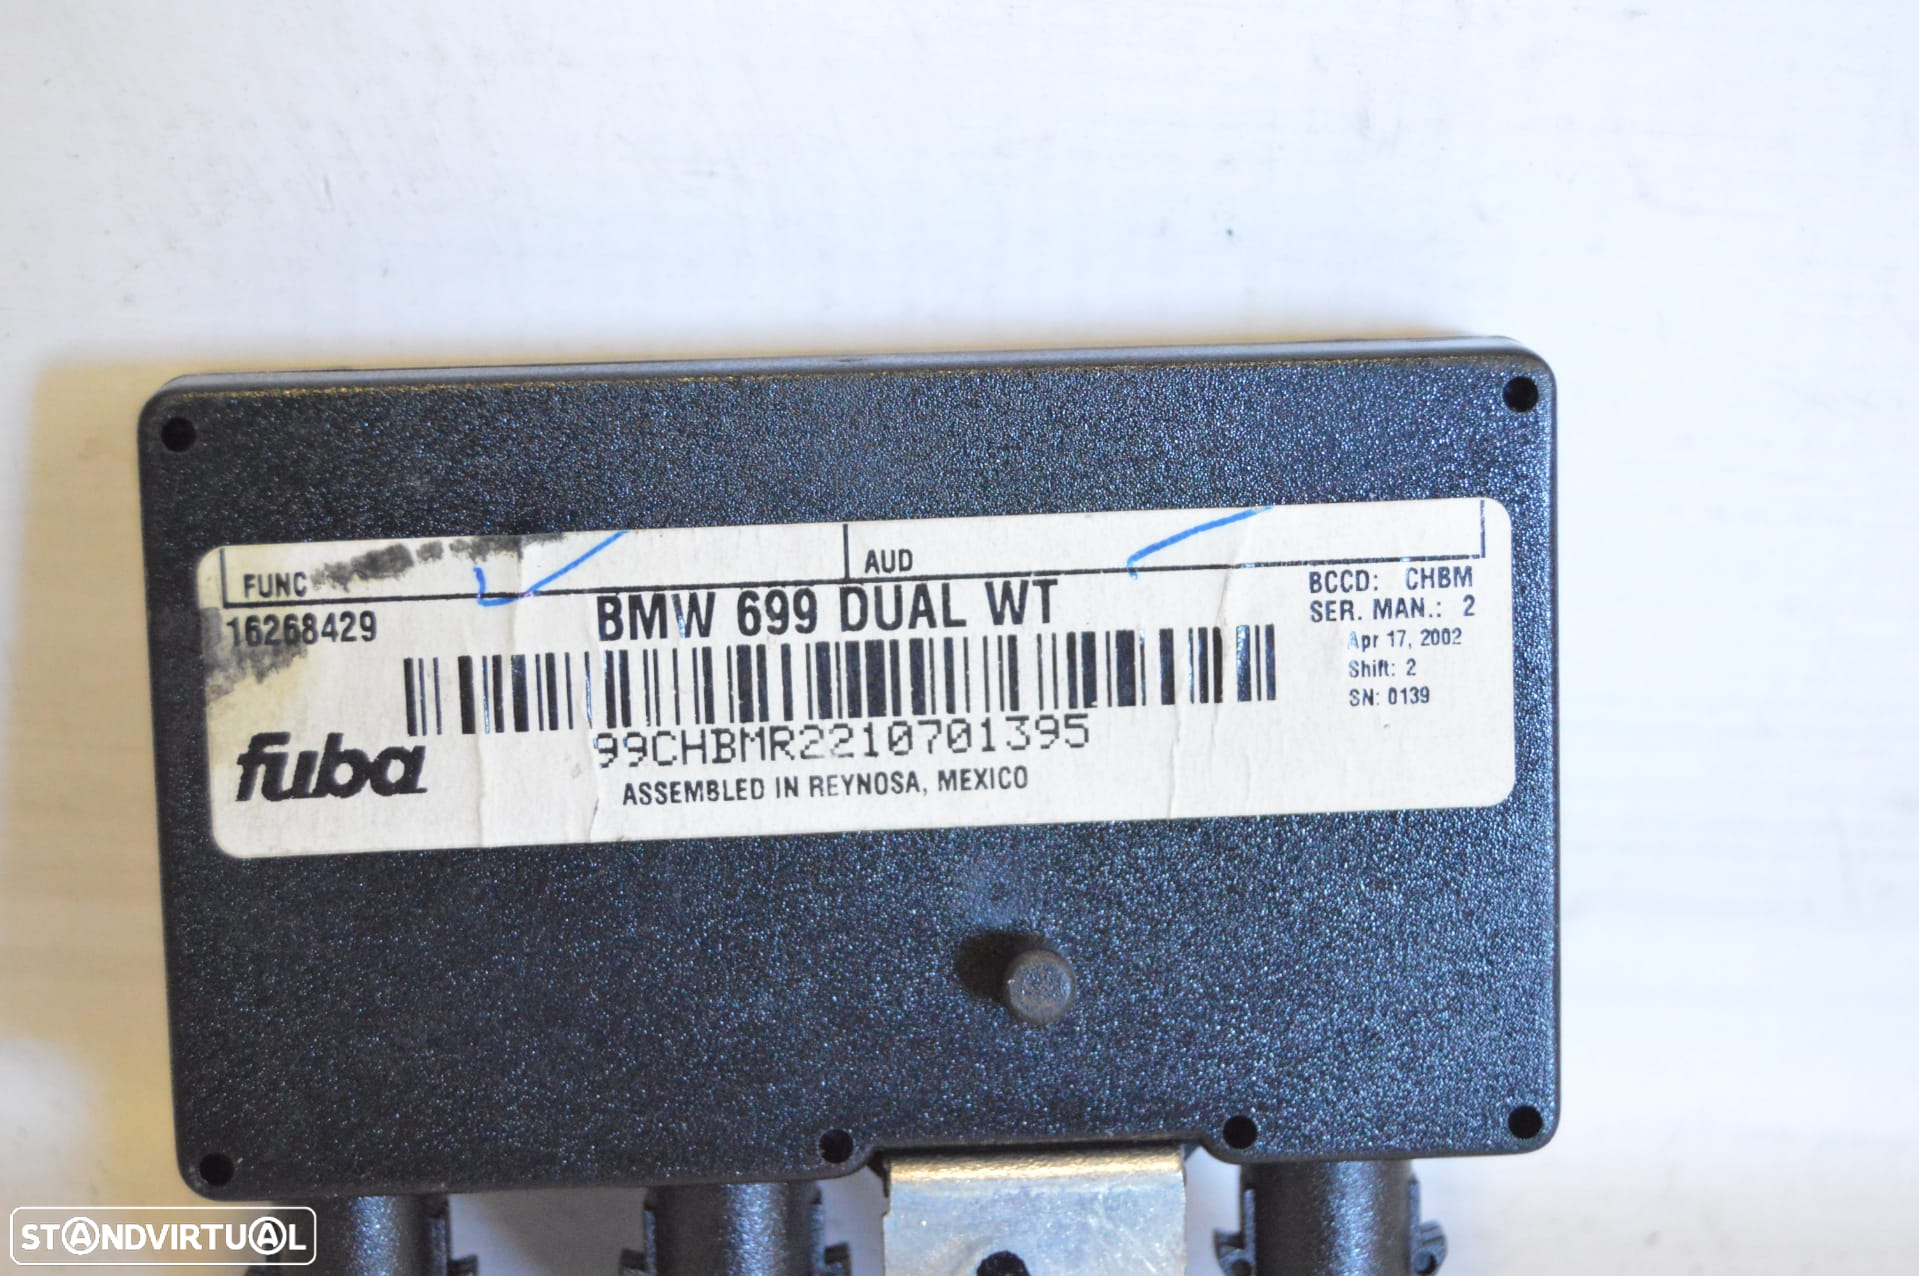 FUNC
AUD
16268429
BMW 699 DUAL WT
BCCD: CHBM
SER. MAN.: 2
Apr 17, 2002
Shift: 2
SN: 0139
99CHBMR2210701395
fuba
ASSEMBLED IN REYNOSA, MEXICO
STANDVIRTUAL